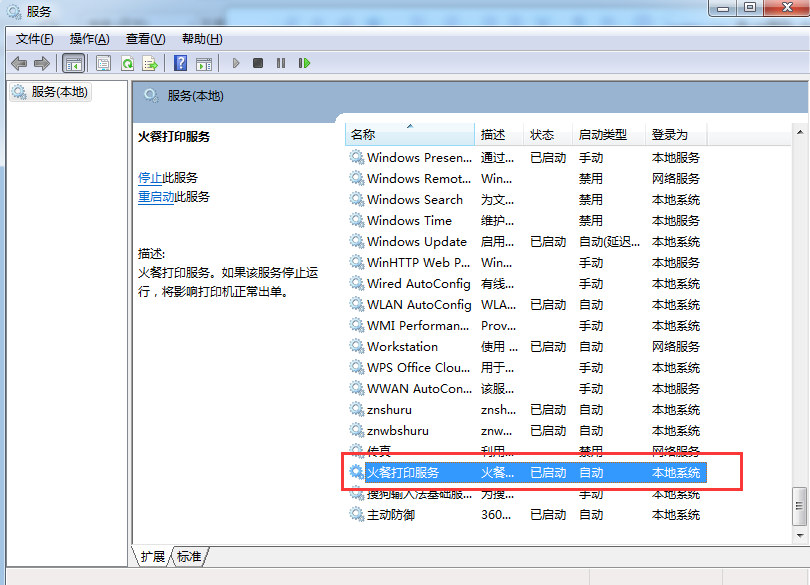 服务
文件(F) 操作(A) 查看(V) 帮助(H)
服务(本地)
服务(本地)
火餐打印服务
停止此服务
重启动此服务
描述:
火餐打印服务。如果该服务停止运
行，将影响打印机正常出单。
名称 描述 状态 启动类型 登录为
Windows Presen... 通过... 已启动 手动 本地服务
Windows Remot... Win... 禁用 网络服务
Windows Search 为文... 禁用 本地系统
Windows Time 维护... 禁用 本地服务
Windows Update 启用... 已启动 自动(延迟... 本地系统
WinHTTP Web P... Win... 手动 本地服务
Wired AutoConfig 有线... 手动 本地系统
WLAN AutoConfig WLA... 已启动 自动 本地系统
WMI Performan... Prov... 手动 本地系统
Workstation 使用 ... 已启动 自动 网络服务
WPS Office Clou... 用于... 手动 本地系统
WWAN AutoCon... 该服... 手动 本地服务
znshuru znsh... 已启动 自动 本地系统
znwbshuru znw... 已启动 自动 本地系统
传真 利用... 禁用 网络服务
火餐打印服务 火餐... 已启动 自动 本地系统
搜狗输入法基础服... 为搜... 手动 本地系统
主动防御 360... 已启动 自动 本地系统
扩展 标准